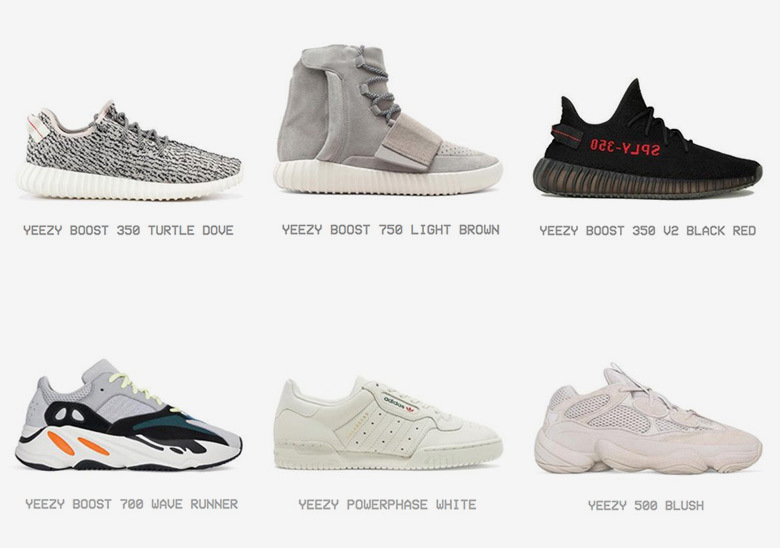 YEEZY BOOST 350 TURTLE DOVE
YEEZY BOOST 750 LIGHT BROWN
SPLY-350
YEEZY BOOST 350 V2 BLACK RED
adidas
YEEZY BOOST 700 WAVE RUNNER
YEEZY POWERPHASE WHITE
YEEZY 500 BLUSH